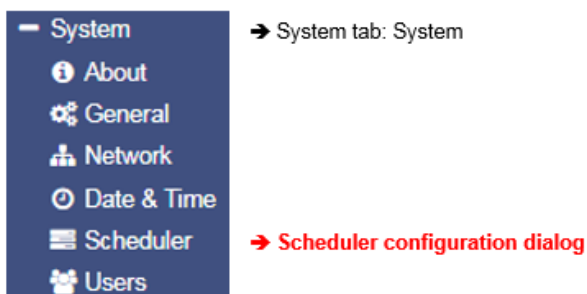 System ➔ System tab: System
About
General
Network
Date & Time
Scheduler ➔ Scheduler configuration dialog
Users